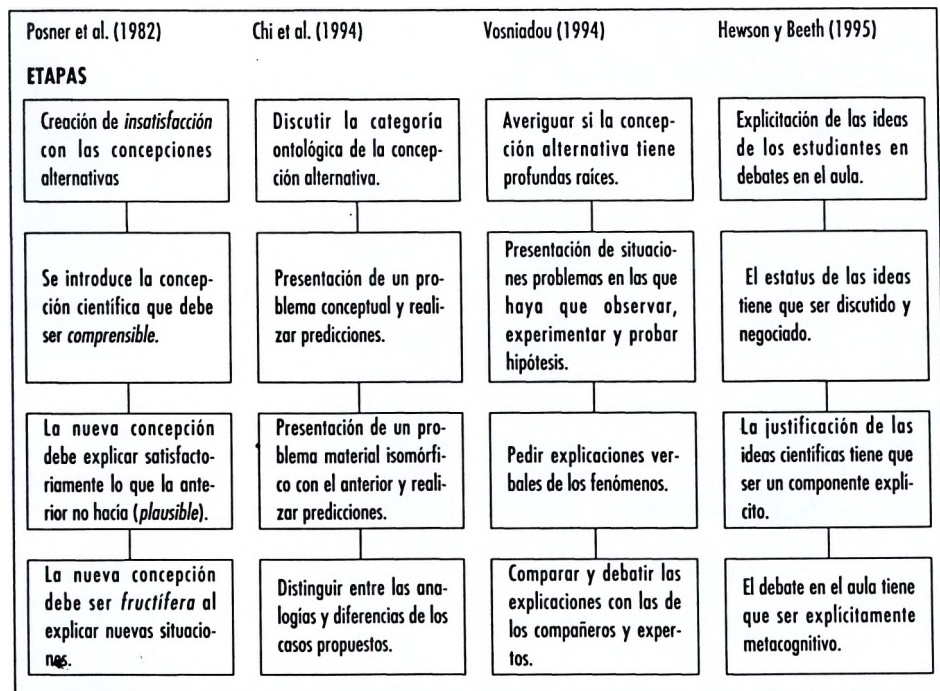 Posner et al. (1982)
Chi et al. (1994)
Vosniadou (1994)
Hewson y Beeth (1995)
ETAPAS
Creación de insatisfacción
con las concepciones
alternativas
Se introduce la concep-
ción científica que debe
ser comprensible.
La nueva concepción
debe explicar satisfacto-
riamente lo que la ante-
rior no hacía (plausible).
La nueva concepción
debe ser fructífera al
explicar nuevas situacio-
nes.
Discutir la categoría
ontológica de la concep-
ción alternativa.
Presentación de un pro-
blema conceptual y reali-
zar predicciones.
Presentación de un pro-
blema material isomórfi-
co con el anterior y reali-
zar predicciones.
Distinguir entre las ana-
logías y diferencias de los
casos propuestos.
Averiguar si la concep-
ción alternativa tiene
profundas raíces.
Presentación de situacio-
nes problemas en las que
haya que observar,
experimentar y probar
hipótesis.
Pedir explicaciones ver-
bales de los fenómenos.
Comparar y debatir las
explicaciones con las de
los compañeros y exper-
tos.
Explicitación de las ideas
de los estudiantes en
debates en el aula.
El estatus de las ideas
tiene que ser discutido y
negociado.
La justificación de las
ideas científicas tiene que
ser un componente explí-
cito.
El debate en el aula tiene
que ser explícitamente
metacognitivo.